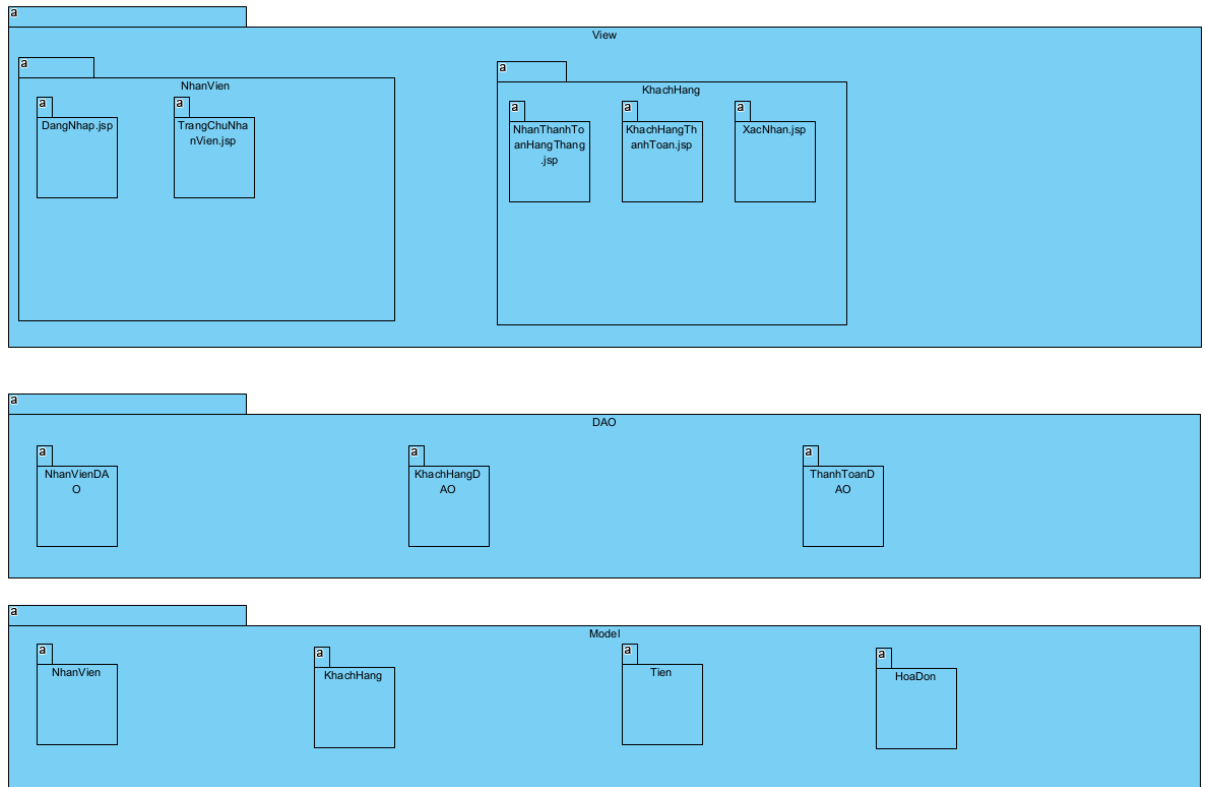 a
View
a
NhanVien
a
DangNhap.jsp
a
TrangChuNha
nVien.jsp
a
KhachHang
a
NhanThanhTo
anHangThang
.jsp
a
KhachHangTh
anhToan.jsp
a
XacNhan.jsp
a
DAO
a
NhanVienDA
O
a
KhachHangD
AO
a
ThanhToanD
AO
a
Model
a
NhanVien
a
KhachHang
a
Tien
a
HoaDon